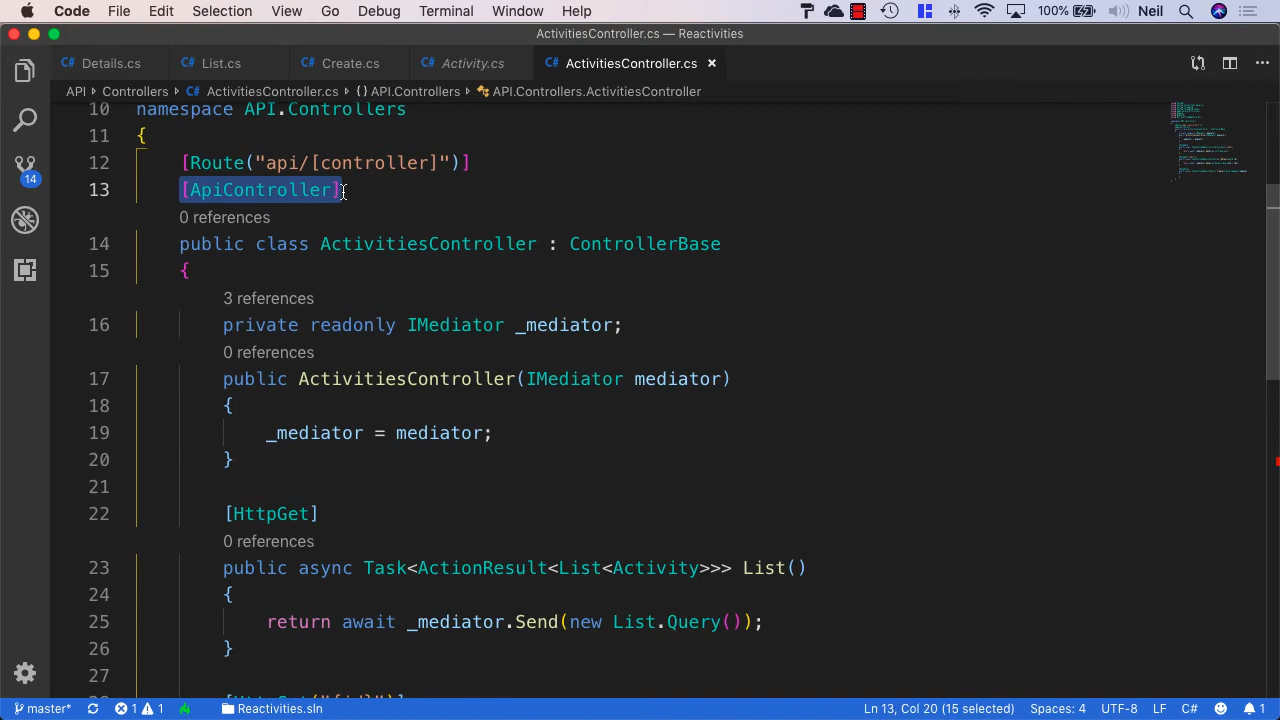 Code File Edit Selection View Go Debug Terminal Window Help 100% Neil
ActivitiesController.cs — Reactivities
C# Details.cs C# List.cs C# Create.cs C# Activity.cs C# ActivitiesController.cs ×
API › Controllers › C# ActivitiesController.cs › {} API.Controllers › API.Controllers.ActivitiesController
10 namespace API.Controllers
11 {
12 [Route("api/[controller]")]
13 [ApiController]
0 references
14 public class ActivitiesController : ControllerBase
15 {
3 references
16 private readonly IMediator _mediator;
0 references
17 public ActivitiesController(IMediator mediator)
18 {
19 _mediator = mediator;
20 }
21
22 [HttpGet]
0 references
23 public async Task<ActionResult<List<Activity>>> List()
24 {
25 return await _mediator.Send(new List.Query());
26 }
27
28 [HttpGet("{id}")]
14
master* 1 1 Reactivities.sln Ln 13, Col 20 (15 selected) Spaces: 4 UTF-8 LF C# 1